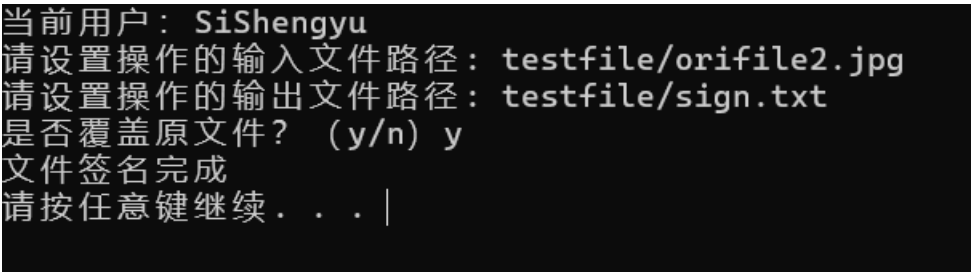 当前用户: SiShengyu
请设置操作的输入文件路径: testfile/orifile2.jpg
请设置操作的输出文件路径: testfile/sign.txt
是否覆盖原文件? (y/n) y
文件签名完成
请按任意键继续. . .